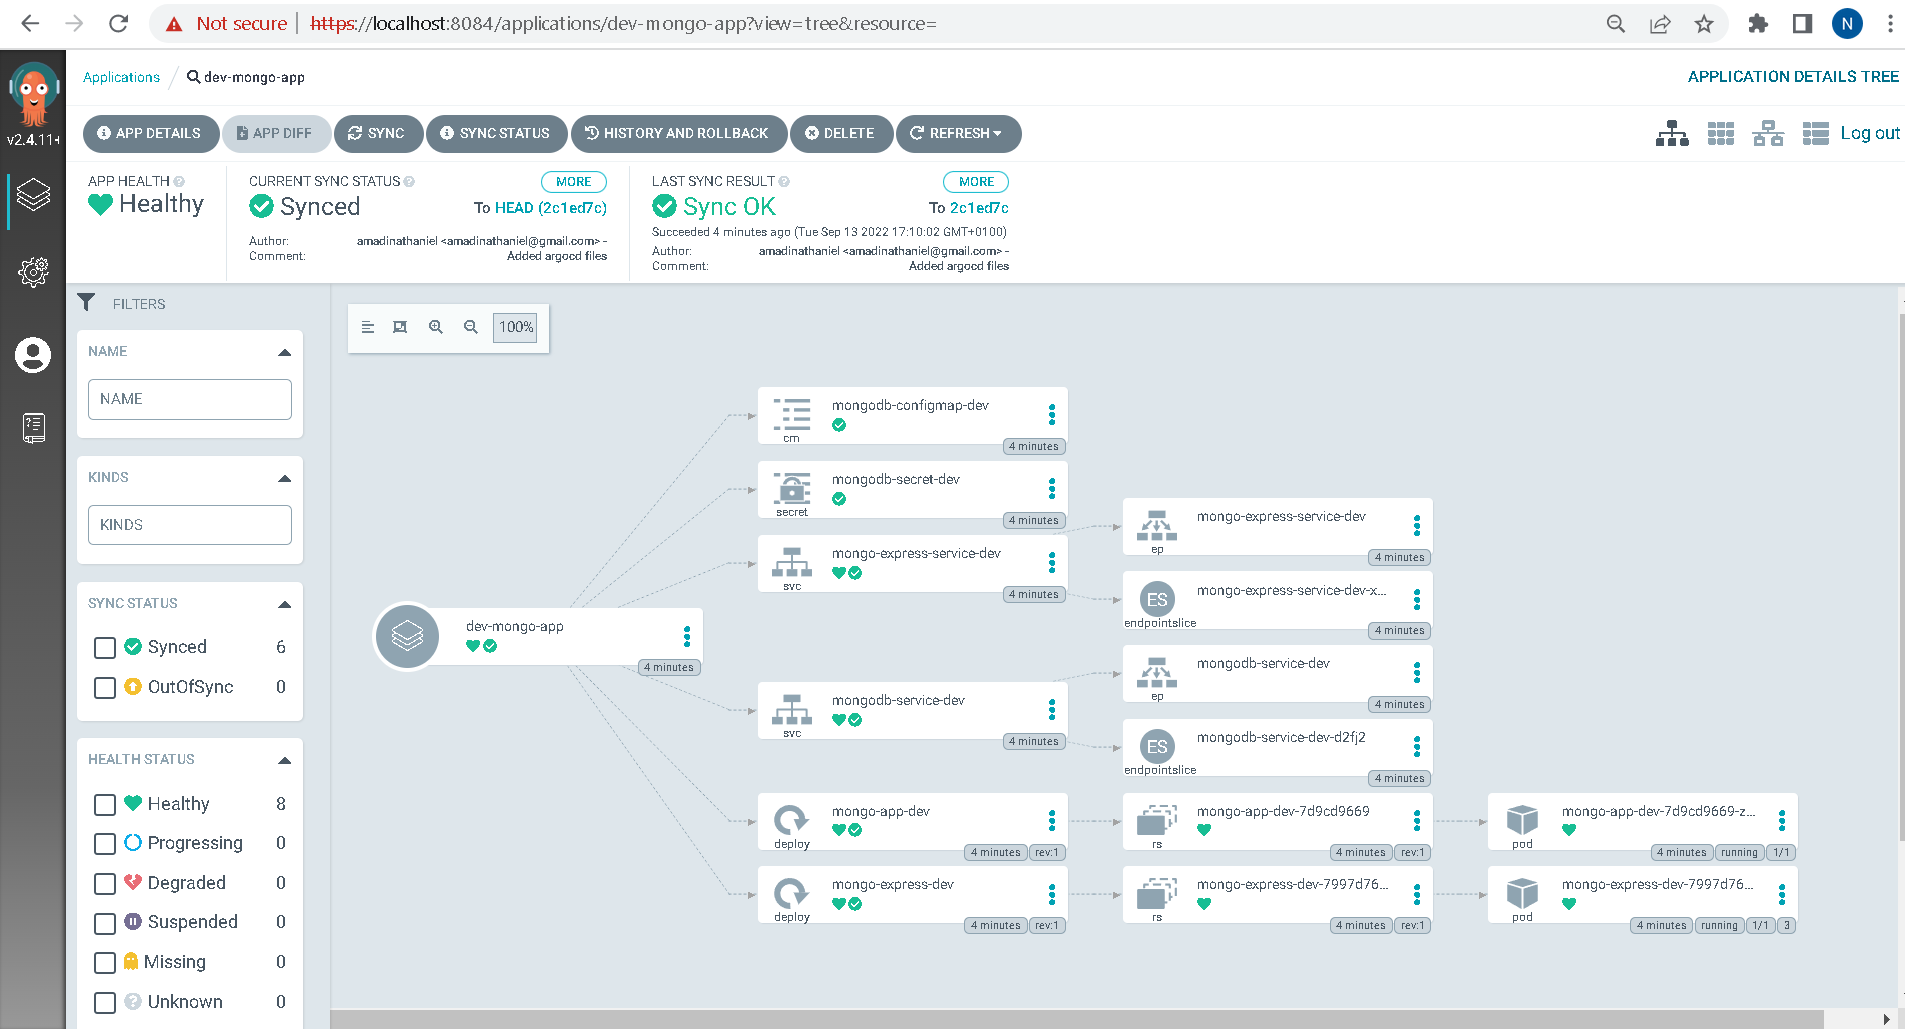 Not secure | https://localhost:8084/applications/dev-mongo-app?view=tree&resource=
N
v2.4.11+
Applications / dev-mongo-app
APPLICATION DETAILS TREE
APP DETAILS APP DIFF SYNC SYNC STATUS HISTORY AND ROLLBACK DELETE REFRESH
Log out
APP HEALTH ?
Healthy
CURRENT SYNC STATUS ? MORE
Synced To HEAD (2c1ed7c)
Author: amadinathaniel <amadinathaniel@gmail.com> -
Comment: Added argocd files
LAST SYNC RESULT ? MORE
Sync OK To 2c1ed7c
Succeeded 4 minutes ago (Tue Sep 13 2022 17:10:02 GMT+0100)
Author: amadinathaniel <amadinathaniel@gmail.com> -
Comment: Added argocd files
FILTERS
NAME
NAME
KINDS
KINDS
SYNC STATUS
Synced 6
OutOfSync 0
HEALTH STATUS
Healthy 8
Progressing 0
Degraded 0
Suspended 0
Missing 0
Unknown 0
100%
dev-mongo-app
4 minutes
mongodb-configmap-dev
cm
4 minutes
mongodb-secret-dev
secret
4 minutes
mongo-express-service-dev
svc
4 minutes
mongo-express-service-dev
ep
4 minutes
ES
mongo-express-service-dev-x...
endpointslice
4 minutes
mongodb-service-dev
svc
4 minutes
mongodb-service-dev
ep
4 minutes
ES
mongodb-service-dev-d2fj2
endpointslice
4 minutes
mongo-app-dev
deploy
4 minutes rev:1
mongo-app-dev-7d9cd9669
rs
4 minutes rev:1
mongo-app-dev-7d9cd9669-z...
pod
4 minutes running 1/1
mongo-express-dev
deploy
4 minutes rev:1
mongo-express-dev-7997d76...
rs
4 minutes rev:1
mongo-express-dev-7997d76...
pod
4 minutes running 1/1 3